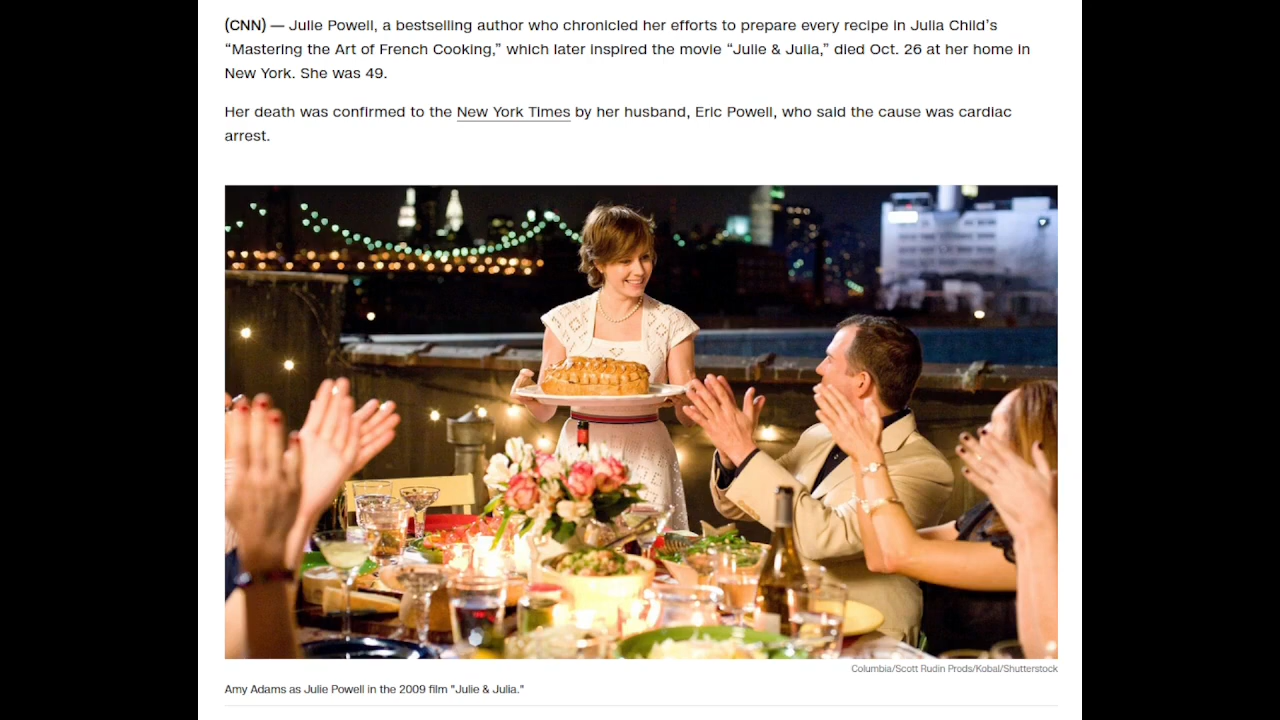 (CNN) — Julie Powell, a bestselling author who chronicled her efforts to prepare every recipe in Julia Child’s
“Mastering the Art of French Cooking,” which later inspired the movie “Julie & Julia,” died Oct. 26 at her home in
New York. She was 49.
Her death was confirmed to the New York Times by her husband, Eric Powell, who said the cause was cardiac
arrest.
Columbia/Scott Rudin Prods/Kobal/Shutterstock
Amy Adams as Julie Powell in the 2009 film "Julie & Julia."